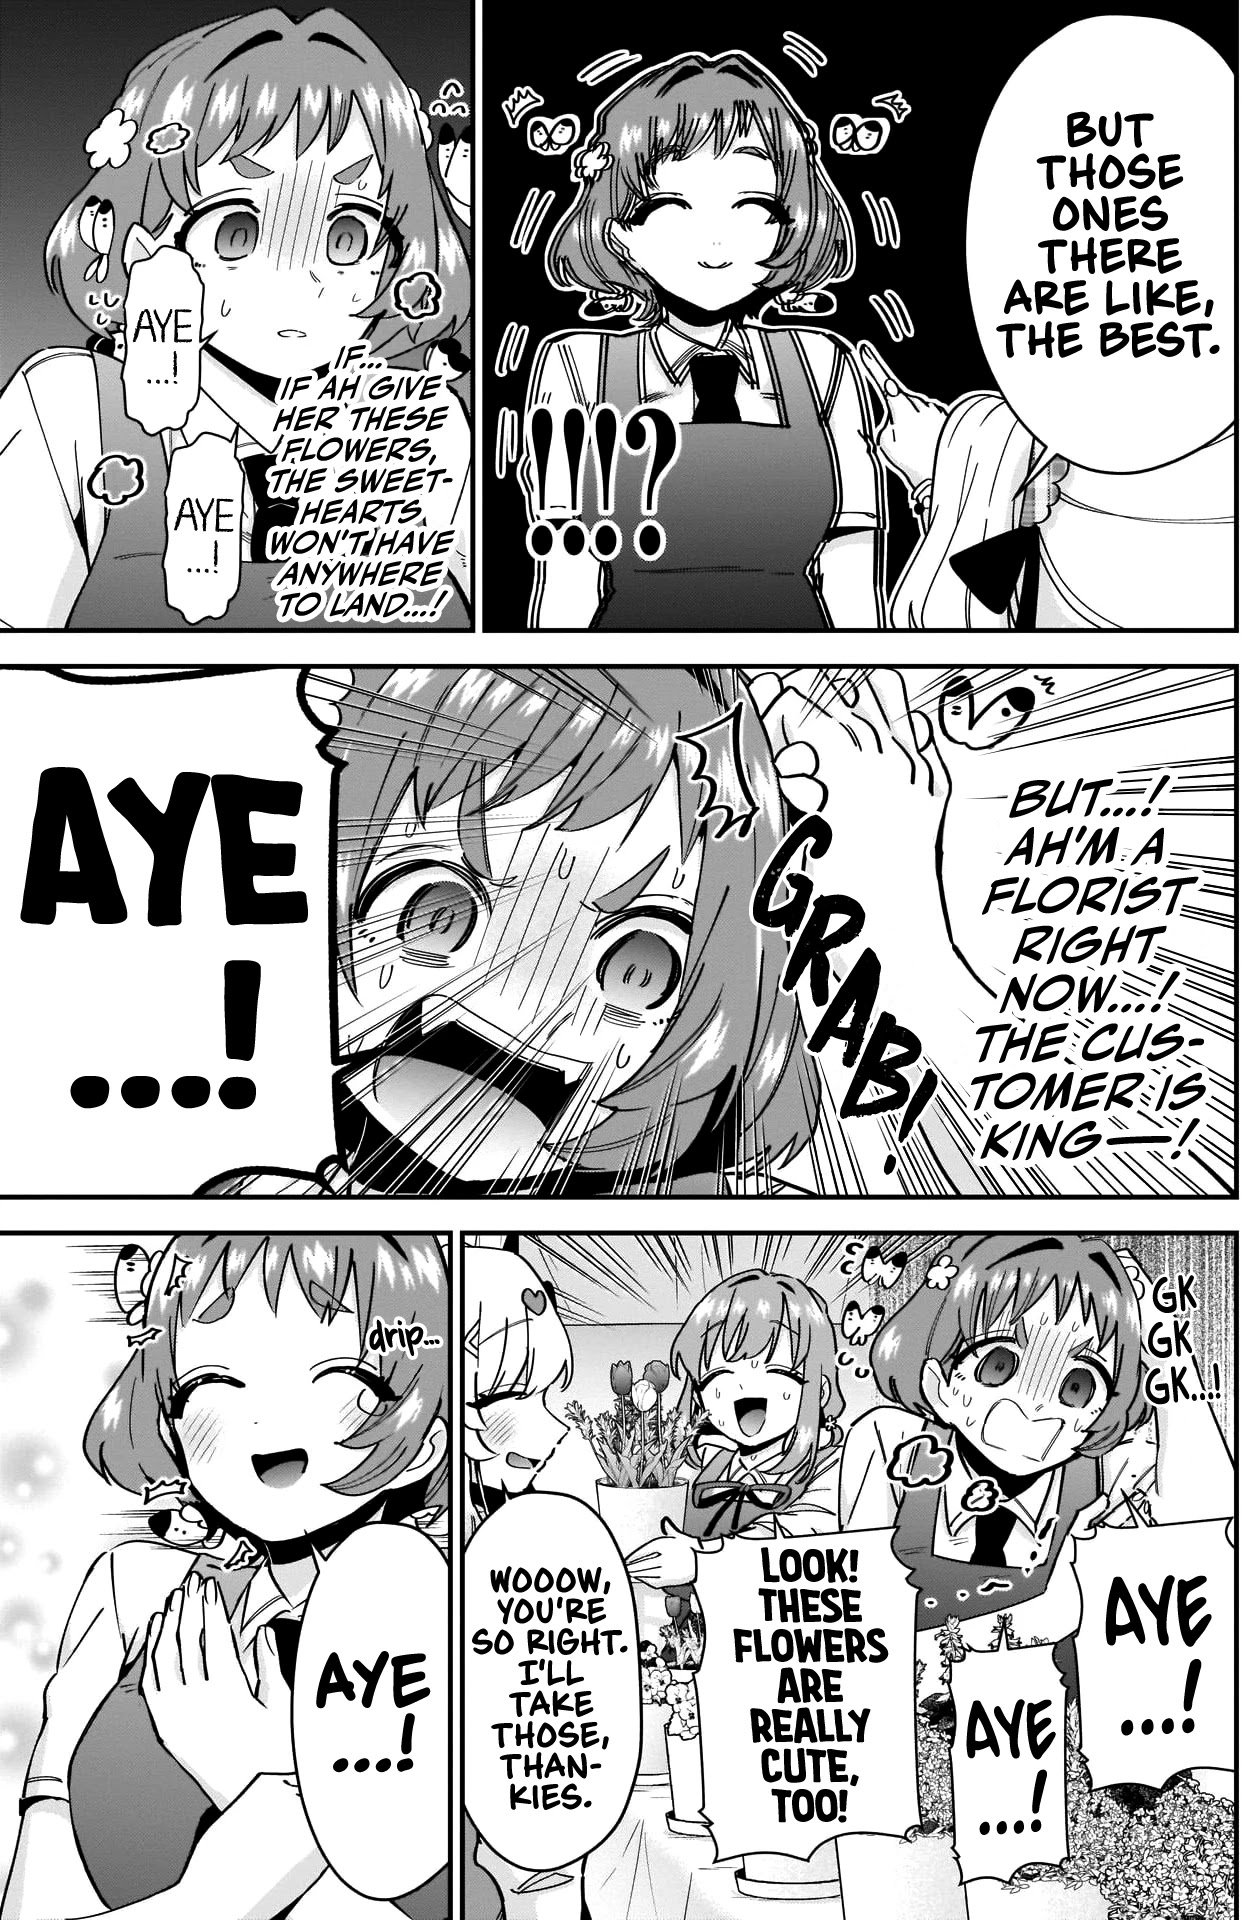 BUT
THOSE
ONES
THERE
ARE LIKE,
THE BEST.
!!!?
AYE
...!
IF...
IF AH GIVE
HER THESE
FLOWERS,
THE SWEET-
HEARTS
WON'T HAVE
ANYWHERE
TO LAND...!
AYE
...!
BUT...!
AH'M A
FLORIST
RIGHT
NOW...!
THE CUS-
TOMER IS
KING—!
GRAB!
AYE
....!
GK
GK
GK...!
AYE
...!
AYE
...!
LOOK!
THESE
FLOWERS
ARE
REALLY
CUTE,
TOO!
WOOOW,
YOU'RE
SO RIGHT.
I'LL
TAKE
THOSE,
THAN-
KIES.
drip...
AYE
...!